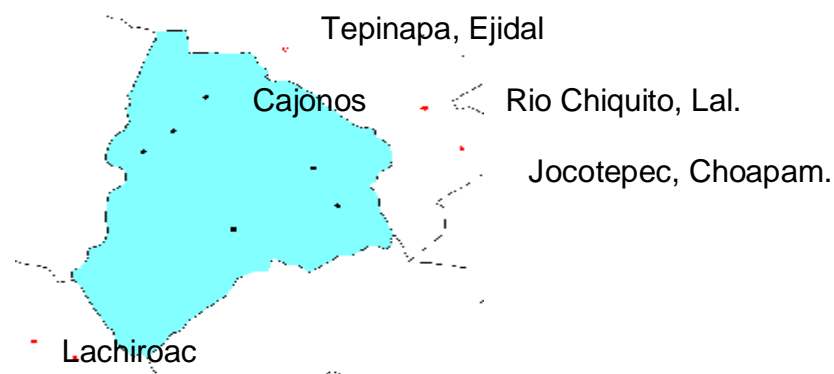 Tepinapa, Ejidal
Cajonos
Rio Chiquito, Lal.
Jocotepec, Choapam.
Lachiroac